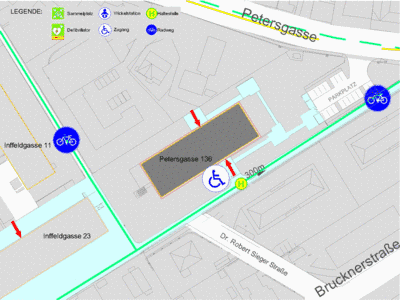 LEGENDE:
Sammelplatz
Infokabinen
Haltestelle
Defibrillator
Zugang
Radweg
Petersgasse
PARKPLATZ
Inffeldgasse 11
Petersgasse 136
300m
H
Inffeldgasse 23
Dr. Robert Sieger Straße
Brucknerstraße